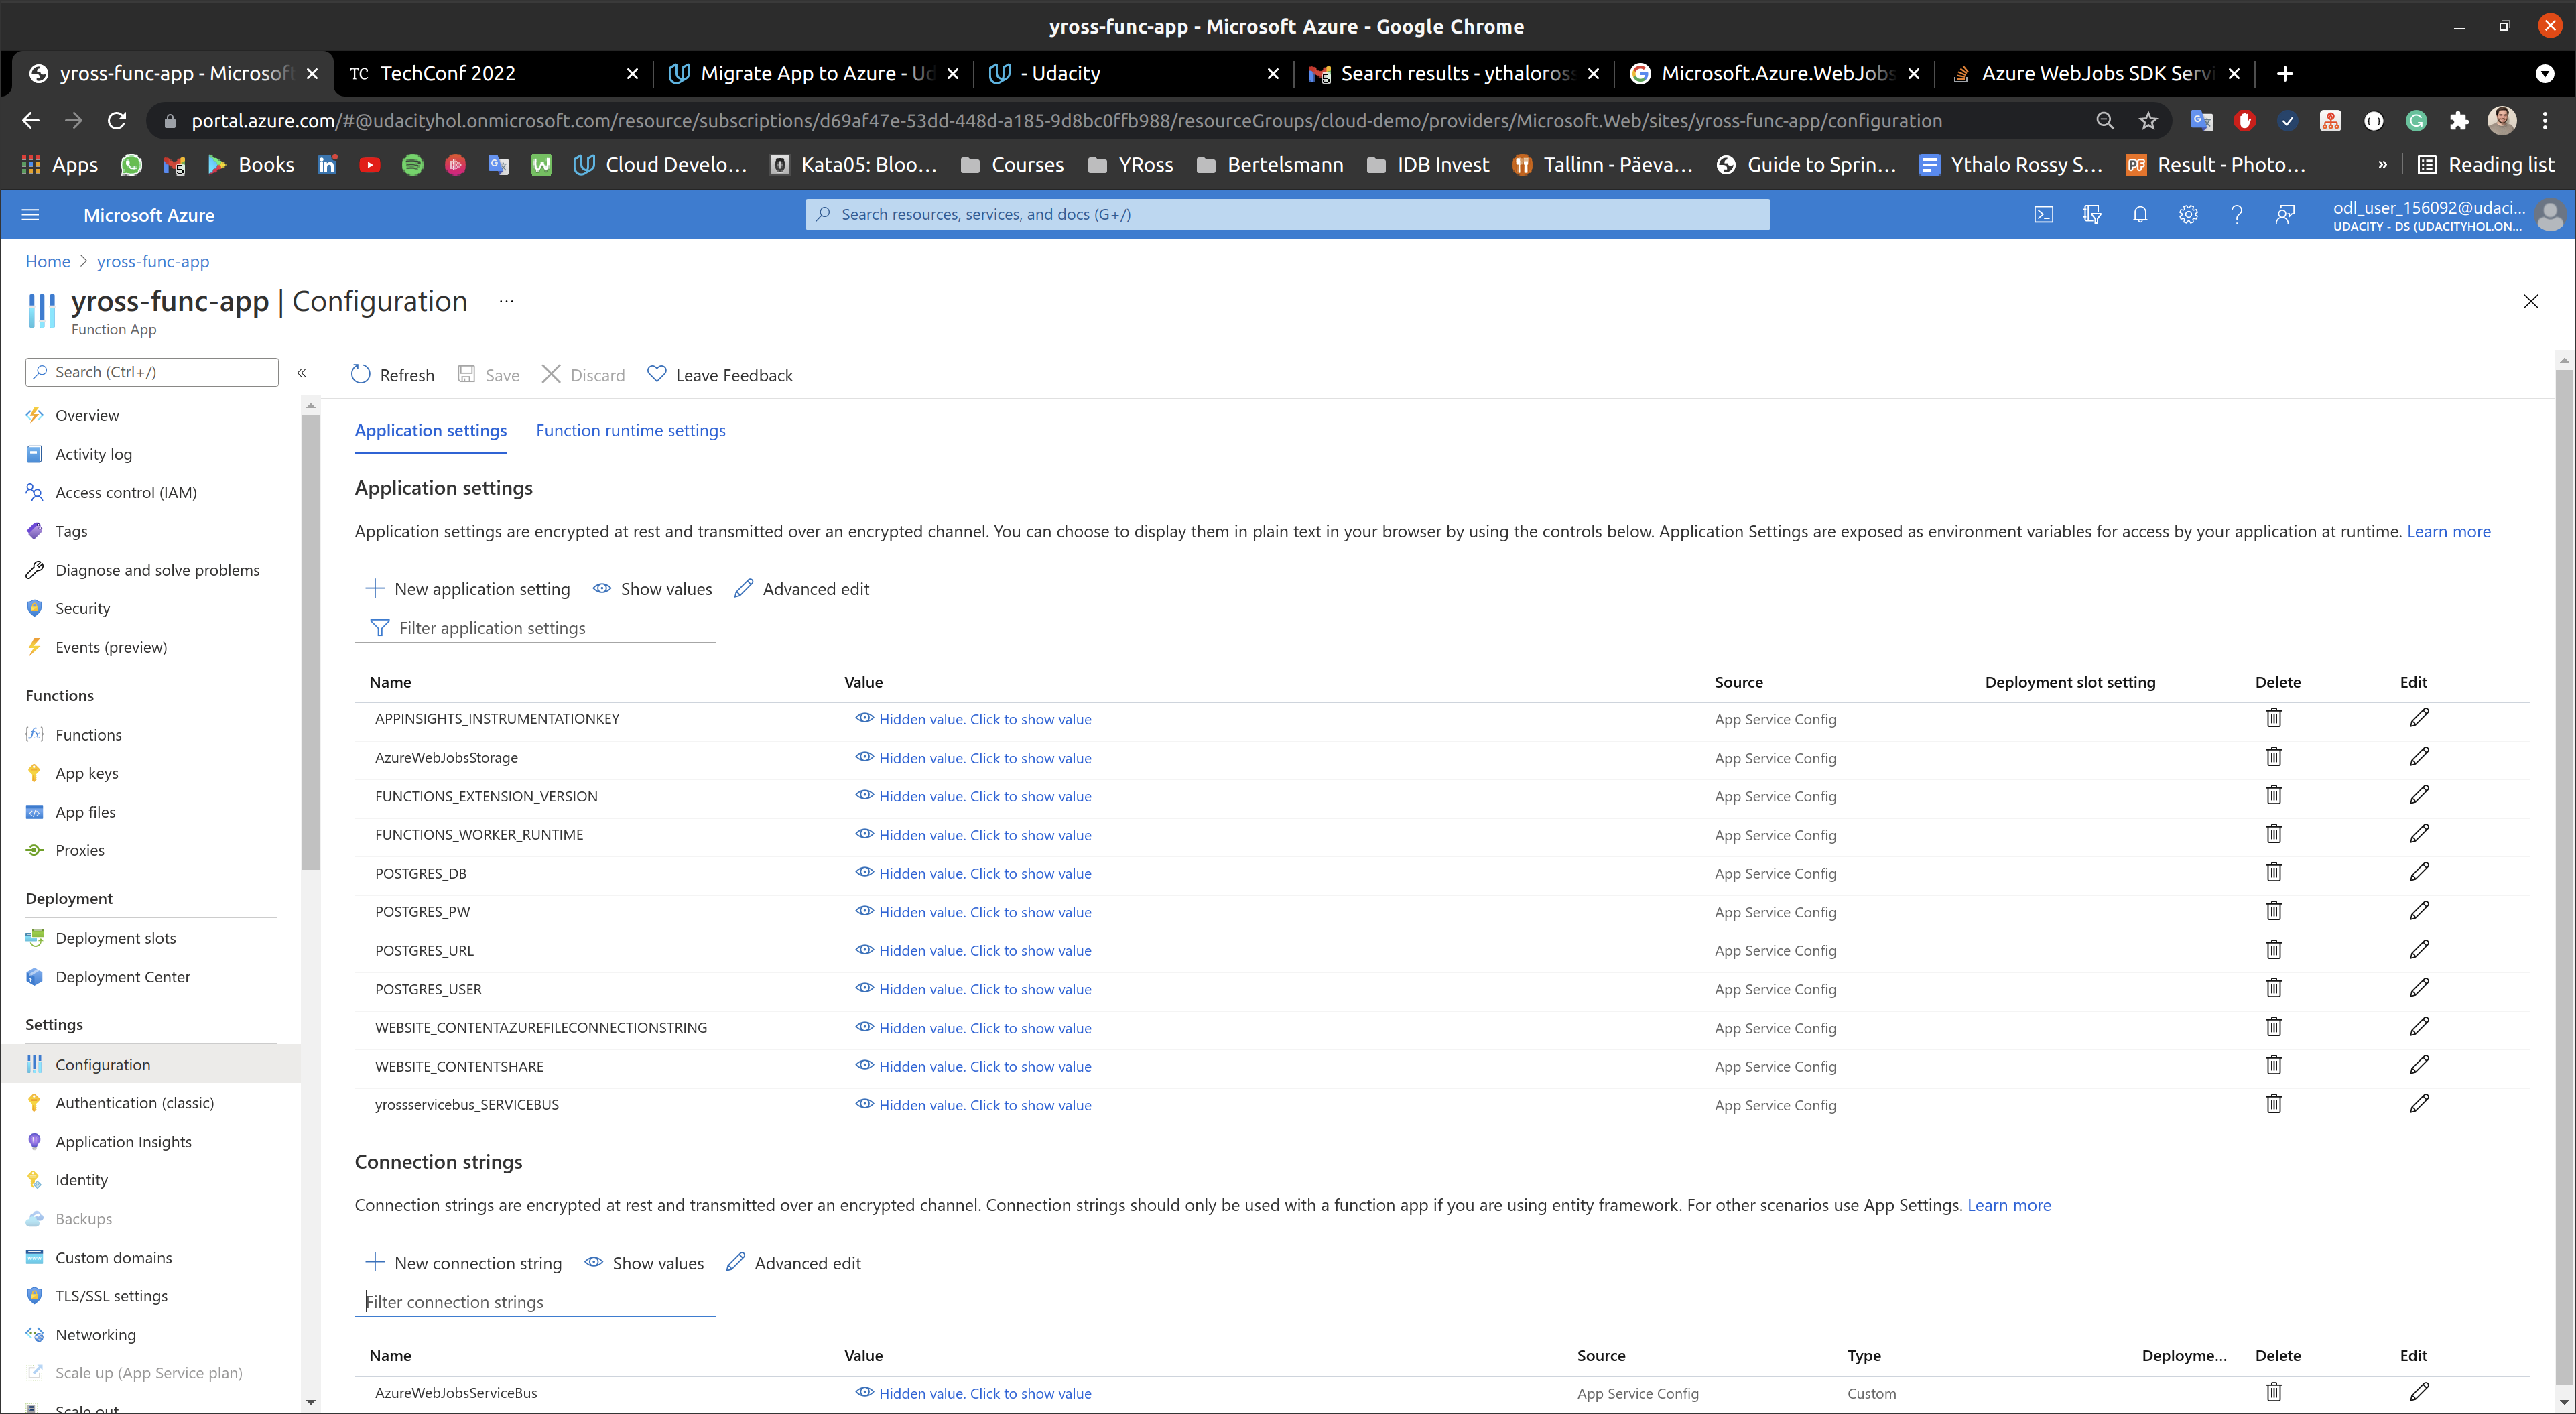 yross-func-app - Microsoft Azure - Google Chrome
yross-func-app - Microsoft
TC TechConf 2022
Migrate App to Azure - Ud
- Udacity
Search results - ythaloross
Microsoft.Azure.WebJobs
Azure WebJobs SDK Servi
portal.azure.com/#@udacityhol.onmicrosoft.com/resource/subscriptions/d69af47e-53dd-448d-a185-9d8bc0ffb988/resourceGroups/cloud-demo/providers/Microsoft.Web/sites/yross-func-app/configuration
Apps
Books
Cloud Develo...
Kata05: Bloo...
Courses
YRoss
Bertelsmann
IDB Invest
Tallinn - Päeva...
Guide to Sprin...
Ythalo Rossy S...
Result - Photo...
»
Reading list
Microsoft Azure
Search resources, services, and docs (G+/)
odl_user_156092@udaci...
UDACITY - DS (UDACITYHOL.ON...
Home > yross-func-app
yross-func-app | Configuration ...
Function App
Search (Ctrl+/)
«
Refresh Save Discard Leave Feedback
Overview
Activity log
Access control (IAM)
Tags
Diagnose and solve problems
Security
Events (preview)
Functions
Functions
App keys
App files
Proxies
Deployment
Deployment slots
Deployment Center
Settings
Configuration
Authentication (classic)
Application Insights
Identity
Backups
Custom domains
TLS/SSL settings
Networking
Scale up (App Service plan)
Scale out
Application settings Function runtime settings
Application settings
Application settings are encrypted at rest and transmitted over an encrypted channel. You can choose to display them in plain text in your browser by using the controls below. Application Settings are exposed as environment variables for access by your application at runtime. Learn more
New application setting Show values Advanced edit
Filter application settings
Name Value Source Deployment slot setting Delete Edit
APPINSIGHTS_INSTRUMENTATIONKEY Hidden value. Click to show value App Service Config
AzureWebJobsStorage Hidden value. Click to show value App Service Config
FUNCTIONS_EXTENSION_VERSION Hidden value. Click to show value App Service Config
FUNCTIONS_WORKER_RUNTIME Hidden value. Click to show value App Service Config
POSTGRES_DB Hidden value. Click to show value App Service Config
POSTGRES_PW Hidden value. Click to show value App Service Config
POSTGRES_URL Hidden value. Click to show value App Service Config
POSTGRES_USER Hidden value. Click to show value App Service Config
WEBSITE_CONTENTAZUREFILECONNECTIONSTRING Hidden value. Click to show value App Service Config
WEBSITE_CONTENTSHARE Hidden value. Click to show value App Service Config
yrossservicebus_SERVICEBUS Hidden value. Click to show value App Service Config
Connection strings
Connection strings are encrypted at rest and transmitted over an encrypted channel. Connection strings should only be used with a function app if you are using entity framework. For other scenarios use App Settings. Learn more
New connection string Show values Advanced edit
Filter connection strings
Name Value Source Type Deployme... Delete Edit
AzureWebJobsServiceBus Hidden value. Click to show value App Service Config Custom